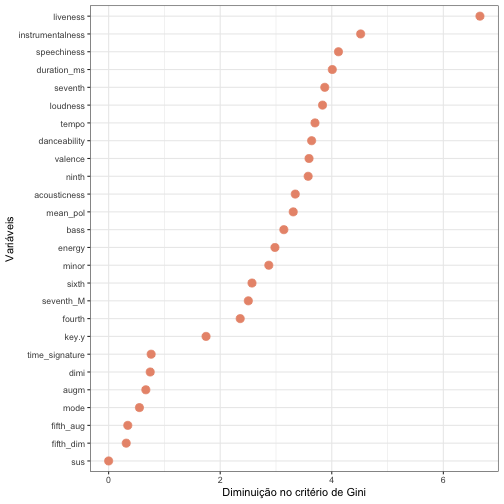 liveness
instrumentalness
speechiness
duration_ms
seventh
loudness
tempo
danceability
valence
ninth
acousticness
mean_pol
bass
energy
minor
sixth
seventh_M
fourth
key.y
time_signature
dimi
augm
mode
fifth_aug
fifth_dim
sus
Variáveis
0 2 4 6
Diminuição no critério de Gini